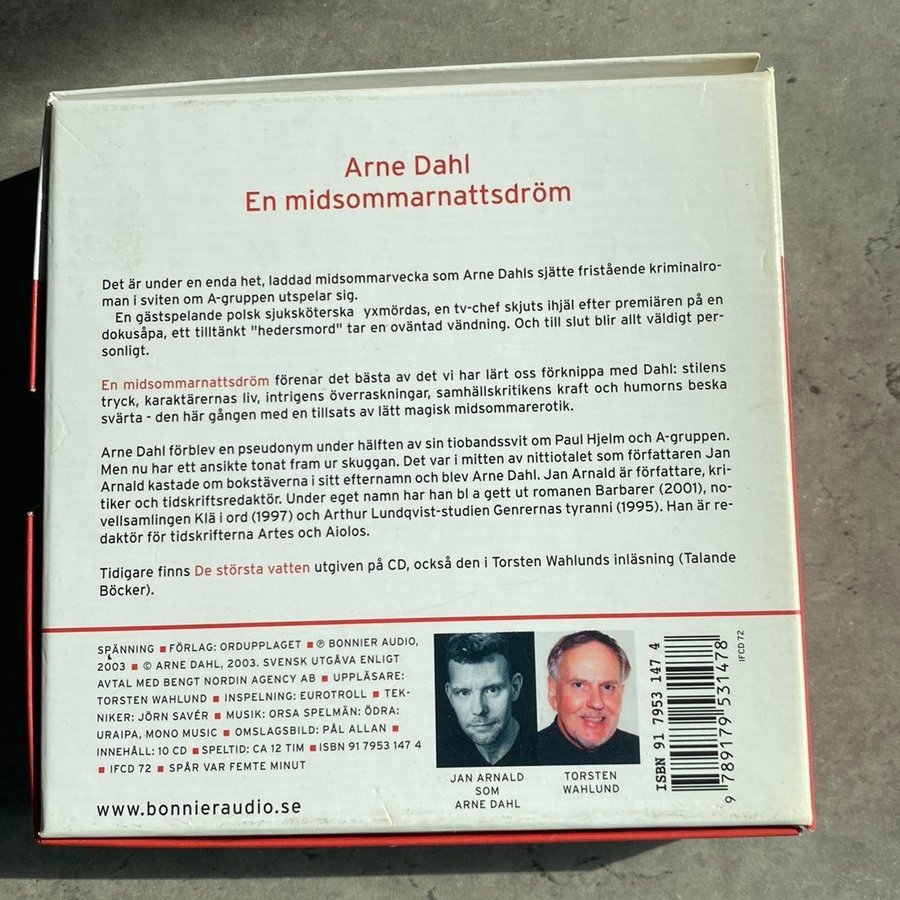 Arne Dahl
En midsommarnattsdröm
Det är under en enda het, laddad midsommarvecka som Arne Dahls sjätte fristående kriminalro-
man i sviten om A-gruppen utspelar sig.
En gästspelande polsk sjuksköterska yxmördas, en tv-chef skjuts ihjäl efter premiären på en
dokusåpa, ett tilltänkt "hedersmord" tar en oväntad vändning. Och till slut blir allt väldigt per-
sonligt.
En midsommarnattsdröm förenar det bästa av det vi har lärt oss förknippa med Dahl: stilens
tryck, karaktärernas liv, intrigens överraskningar, samhällskritikens kraft och humorns beska
svärta - den här gången med en tillsats av lätt magisk midsommarerotik.
Arne Dahl förblev en pseudonym under hälften av sin tiobandssvit om Paul Hjelm och A-gruppen.
Men nu har ett ansikte tonat fram ur skuggan. Det var i mitten av nittiotalet som författaren Jan
Arnald kastade om bokstäverna i sitt efternamn och blev Arne Dahl. Jan Arnald är författare, kri-
tiker och tidskriftsredaktör. Under eget namn har han bl a gett ut romanen Barbarer (2001), no-
vellsamlingen Klä i ord (1997) och Arthur Lundqvist-studien Genrernas tyranni (1995). Han är re-
daktör för tidskrifterna Artes och Aiolos.
Tidigare finns De största vatten utgiven på CD, också den i Torsten Wahlunds inläsning (Talande
Böcker).
SPÄNNING ■ FÖRLAG: ORDUPPLAGET ■ ℗ BONNIER AUDIO,
2003 ■ © ARNE DAHL, 2003. SVENSK UTGÅVA ENLIGT
AVTAL MED BENGT NORDIN AGENCY AB ■ UPPLÄSARE:
TORSTEN WAHLUND ■ INSPELNING: EUROTROLL ■ TEK-
NIKER: JÖRN SAVÉR ■ MUSIK: ORSA SPELMÄN: ÖDRA:
URAIPA, MONO MUSIC ■ OMSLAGSBILD: PÅL ALLAN ■
INNEHÅLL: 10 CD ■ SPELTID: CA 12 TIM ■ ISBN 91 7953 147 4
■ IFCD 72 ■ SPÅR VAR FEMTE MINUT
www.bonnieraudio.se
JAN ARNALD
SOM
ARNE DAHL
TORSTEN
WAHLUND
ISBN 91 7953 147 4
9 789179 531478
IFCD 72